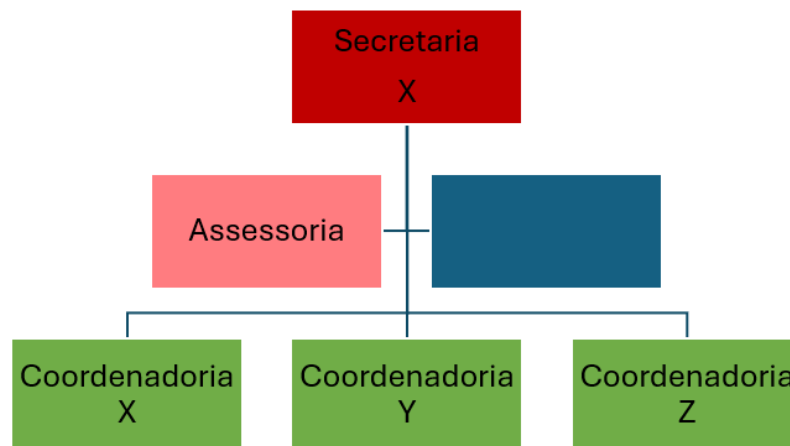 Secretaria
X
Assessoria
Coordenadoria
X
Coordenadoria
Y
Coordenadoria
Z